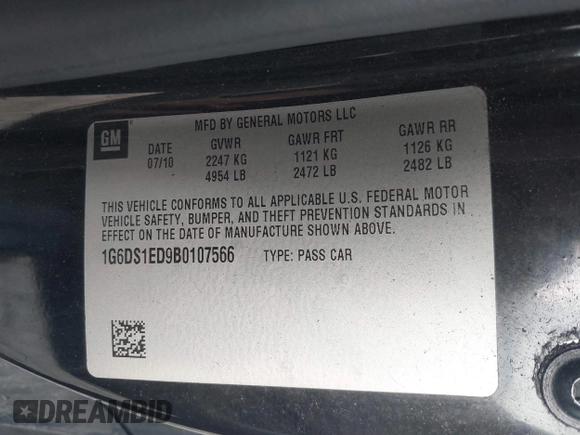 MFD BY GENERAL MOTORS LLC
GM
DATE GVWR GAWR FRT GAWR RR
07/10 2247 KG 1121 KG 1126 KG
4954 LB 2472 LB 2482 LB
THIS VEHICLE CONFORMS TO ALL APPLICABLE U.S. FEDERAL MOTOR
VEHICLE SAFETY, BUMPER, AND THEFT PREVENTION STANDARDS IN
EFFECT ON THE DATE OF MANUFACTURE SHOWN ABOVE.
1G6DS1ED9B0107566 TYPE: PASS CAR
DREAMBID